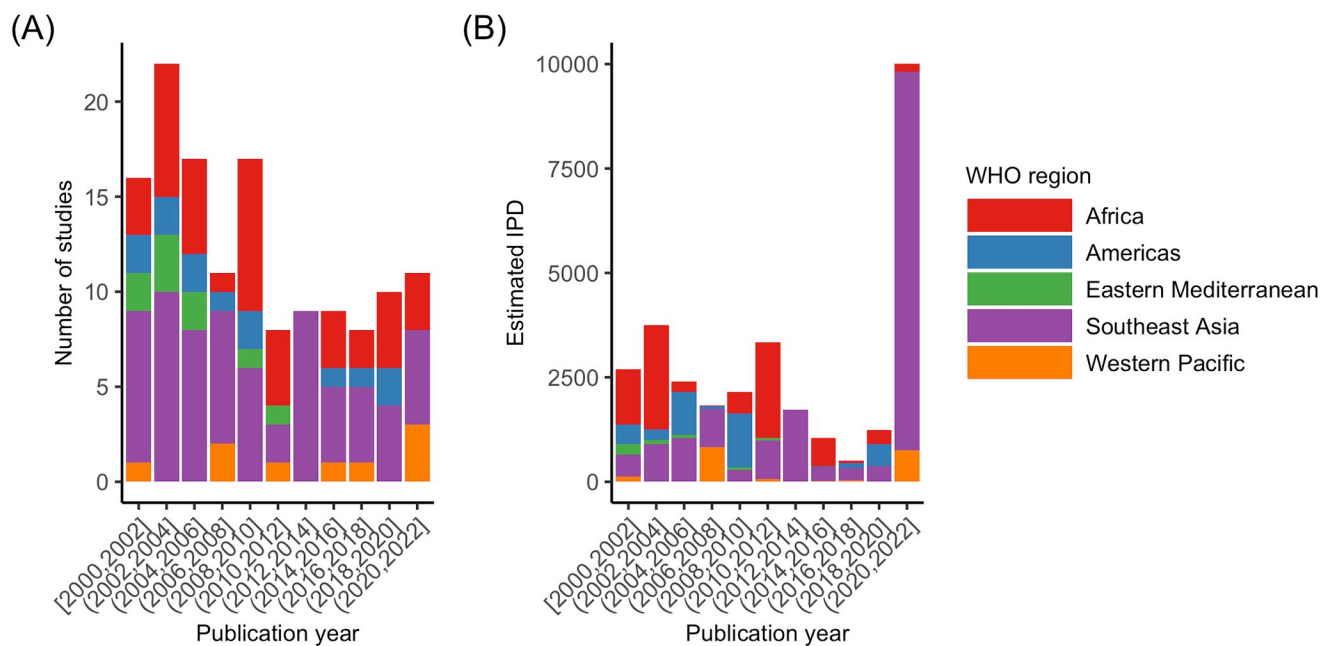 (A)
Number of studies
20
15
10
5
0
[2000,2002]
(2002,2004]
(2004,2006]
(2006,2008]
(2008,2010]
(2010,2012]
(2012,2014]
(2014,2016]
(2016,2018]
(2018,2020]
(2020,2022]
Publication year
(B)
Estimated IPD
10000
7500
5000
2500
0
[2000,2002]
(2002,2004]
(2004,2006]
(2006,2008]
(2008,2010]
(2010,2012]
(2012,2014]
(2014,2016]
(2016,2018]
(2018,2020]
(2020,2022]
Publication year
WHO region
Africa
Americas
Eastern Mediterranean
Southeast Asia
Western Pacific